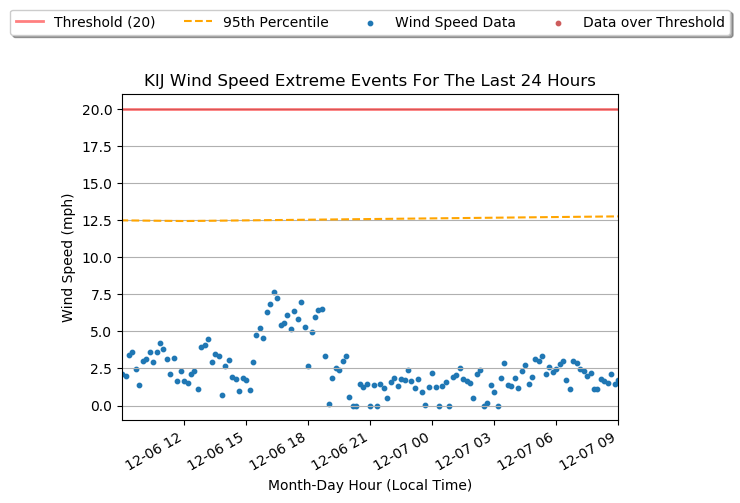 Threshold (20) 95th Percentile Wind Speed Data Data over Threshold
KIJ Wind Speed Extreme Events For The Last 24 Hours
Wind Speed (mph)
20.0
17.5
15.0
12.5
10.0
7.5
5.0
2.5
0.0
12-06 12 12-06 15 12-06 18 12-06 21 12-07 00 12-07 03 12-07 06 12-07 09
Month-Day Hour (Local Time)